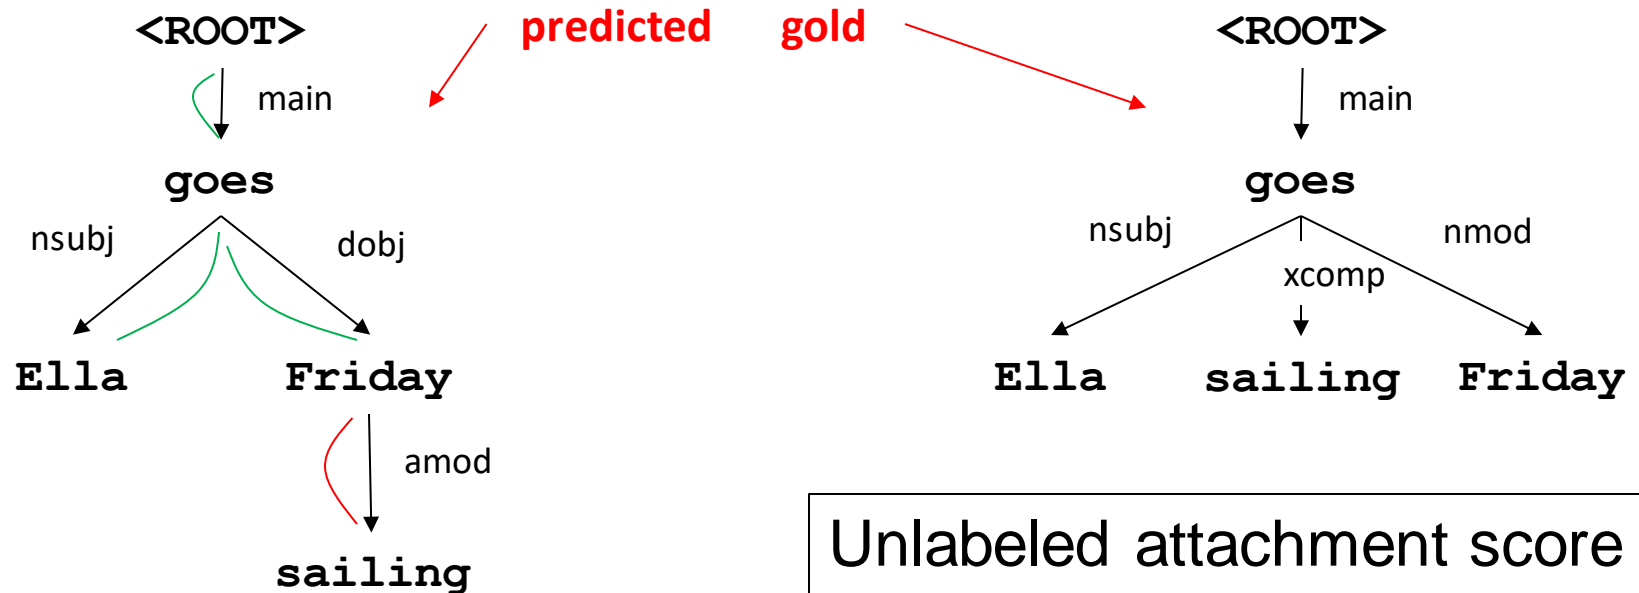 <ROOT> predicted gold <ROOT>
main main
goes goes
nsubj dobj nsubj nmod
xcomp
Ella Friday Ella sailing Friday
amod
Unlabeled attachment score
sailing